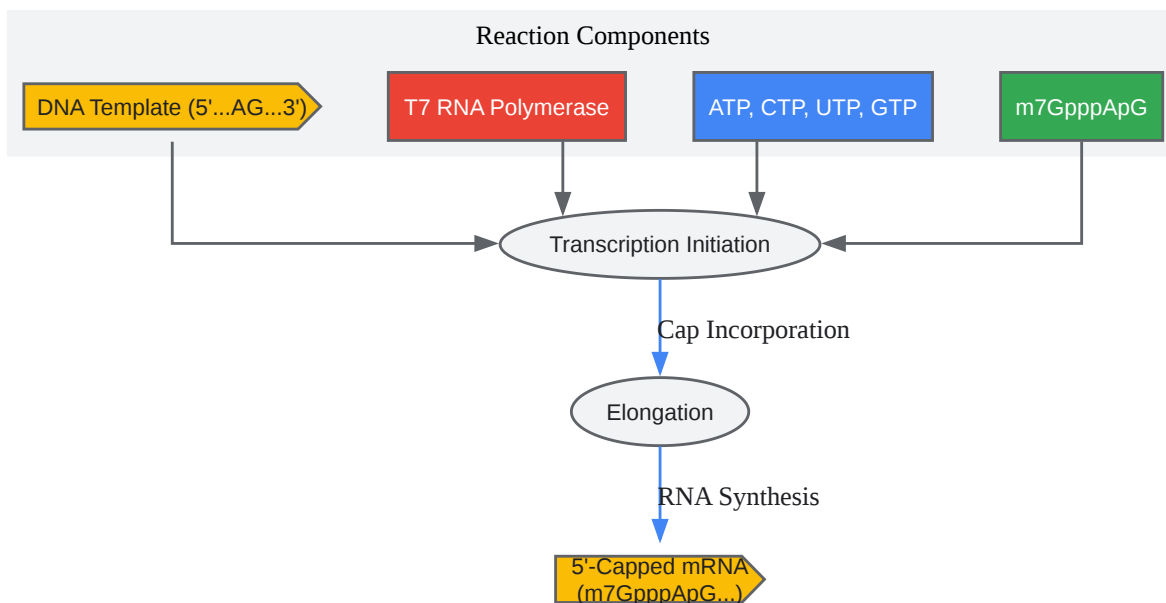 Reaction Components
DNA Template (5'...AG...3')
T7 RNA Polymerase
ATP, CTP, UTP, GTP
m7GpppApG
Transcription Initiation
Cap Incorporation
Elongation
RNA Synthesis
5'-Capped mRNA
(m7GpppApG...)